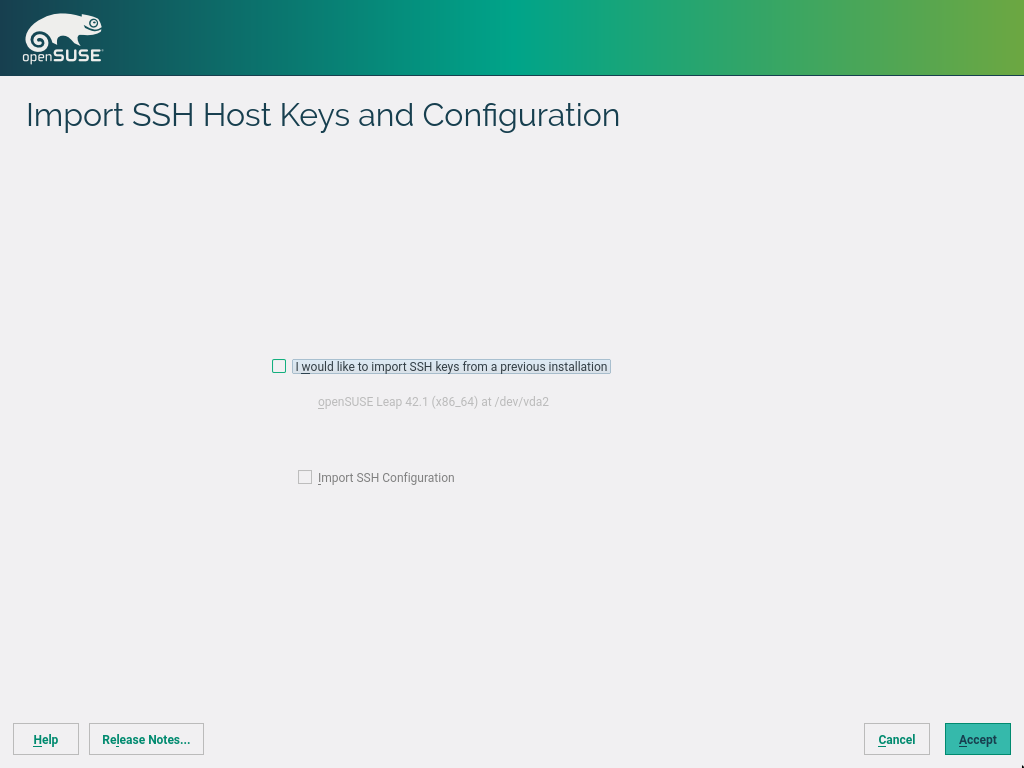 openSUSE
Import SSH Host Keys and Configuration
I would like to import SSH keys from a previous installation
openSUSE Leap 42.1 (x86_64) at /dev/vda2
Import SSH Configuration
Help Release Notes... Cancel Accept